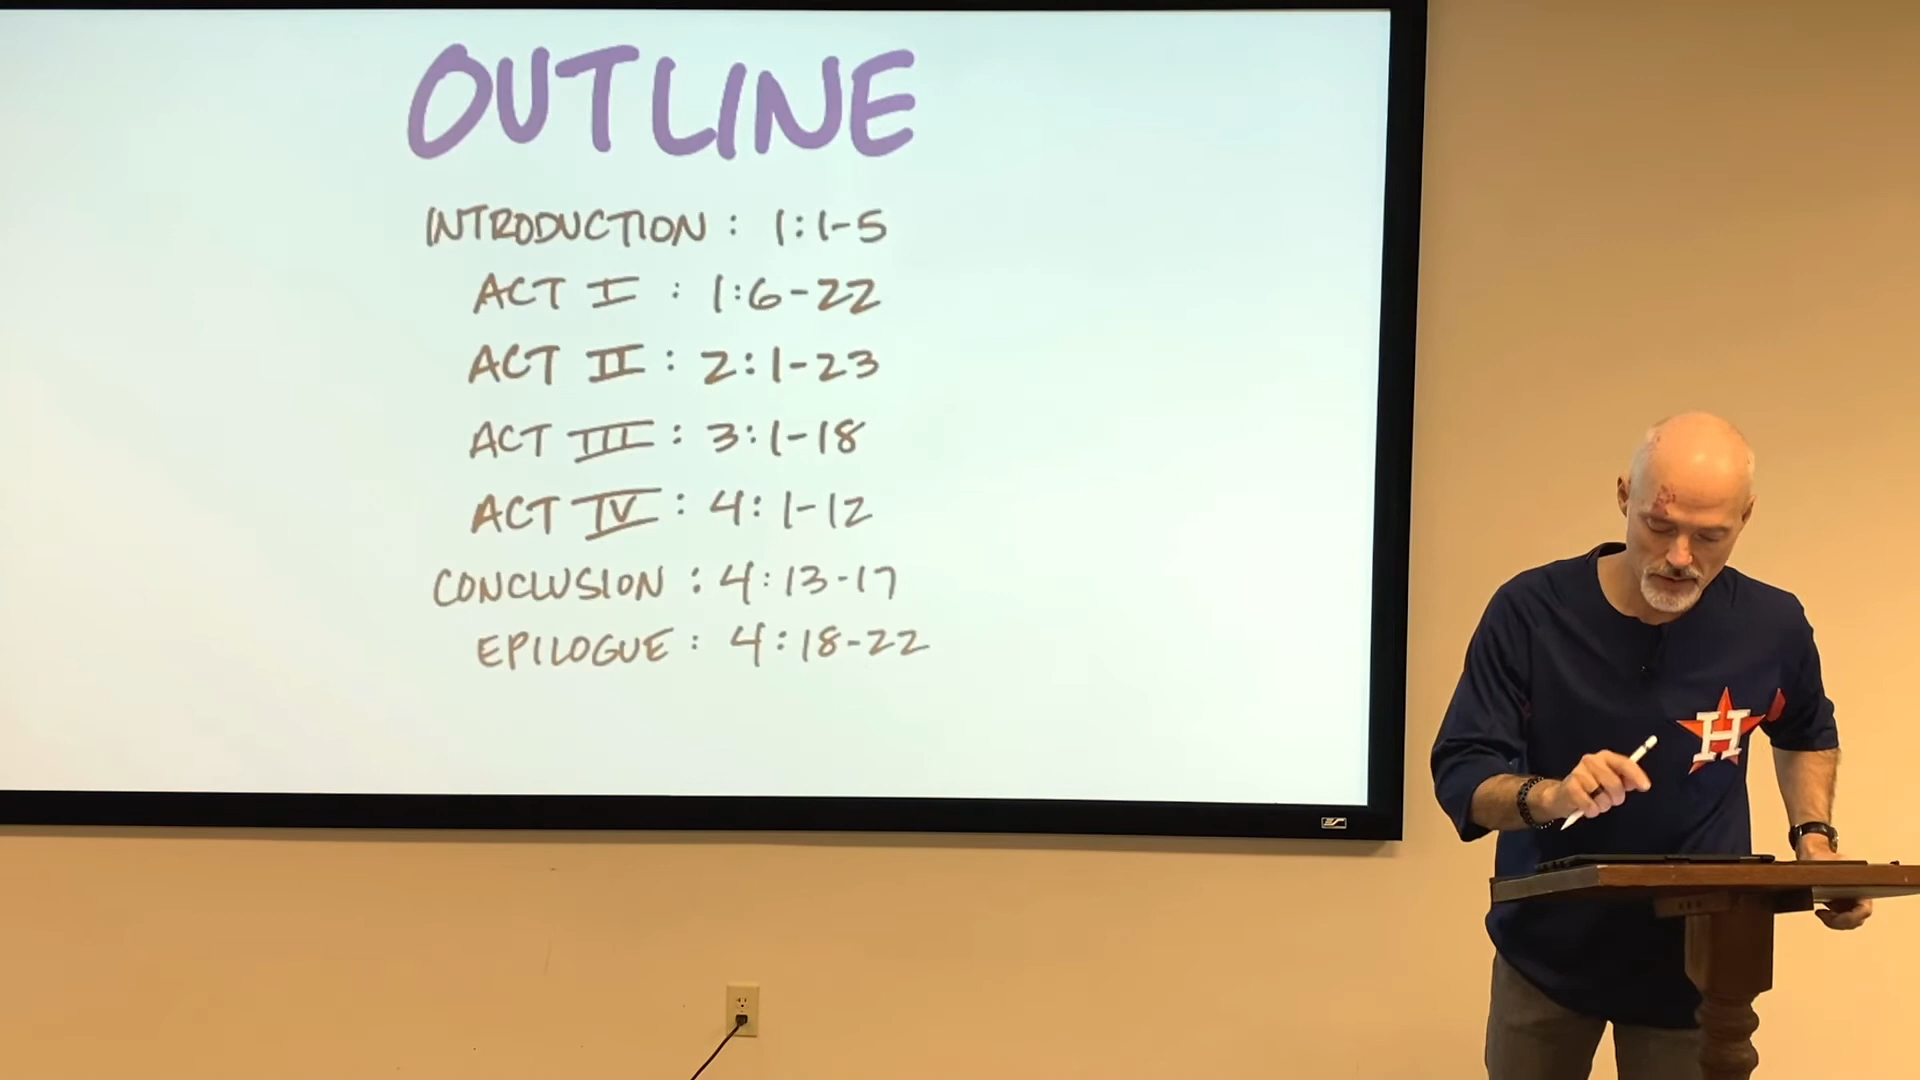 OUTLINE
INTRODUCTION : 1:1-5
ACT I : 1:6-22
ACT II : 2:1-23
ACT III : 3:1-18
ACT IV : 4:1-12
CONCLUSION : 4:13-17
EPILOGUE : 4:18-22
H